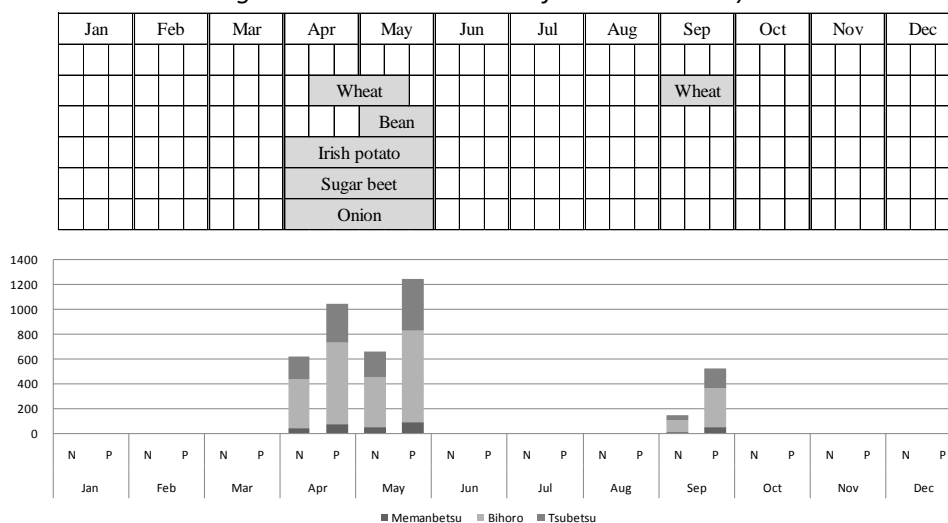 Jan Feb Mar Apr May Jun Jul Aug Sep Oct Nov Dec
Wheat Wheat
Bean
Irish potato
Sugar beet
Onion
1400
1200
1000
800
600
400
200
0
N P N P N P N P N P N P N P N P N P N P N P N P
Jan Feb Mar Apr May Jun Jul Aug Sep Oct Nov Dec
Memanbetsu Bihoro Tsubetsu